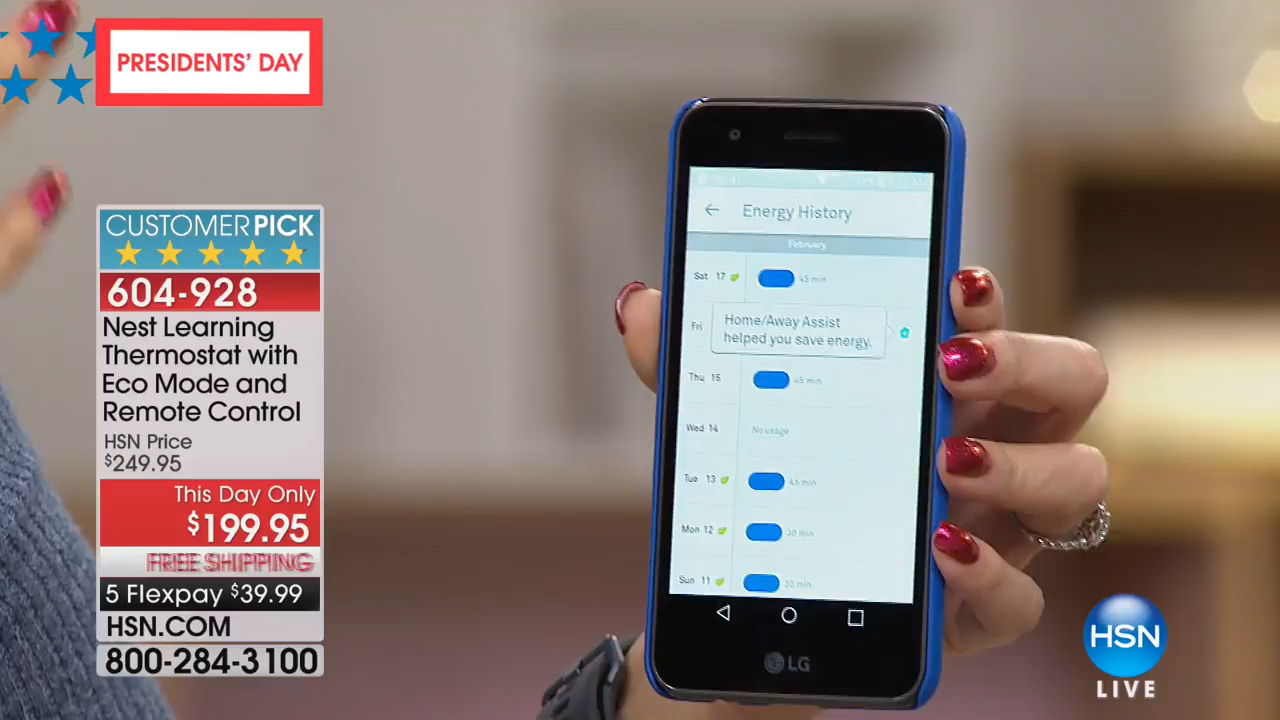 PRESIDENTS' DAY
CUSTOMER PICK
604-928
Nest Learning
Thermostat with
Eco Mode and
Remote Control
HSN Price
$249.95
This Day Only
$199.95
FREE SHIPPING
5 Flexpay $39.99
HSN.COM
800-284-3100
Energy History
February
Sat 17
45 min
Fri
Home/Away Assist
helped you save energy.
Thu 15
45 min
Wed 14
No usage
Tue 13
45 min
Mon 12
30 min
Sun 11
30 min
LG
HSN
LIVE